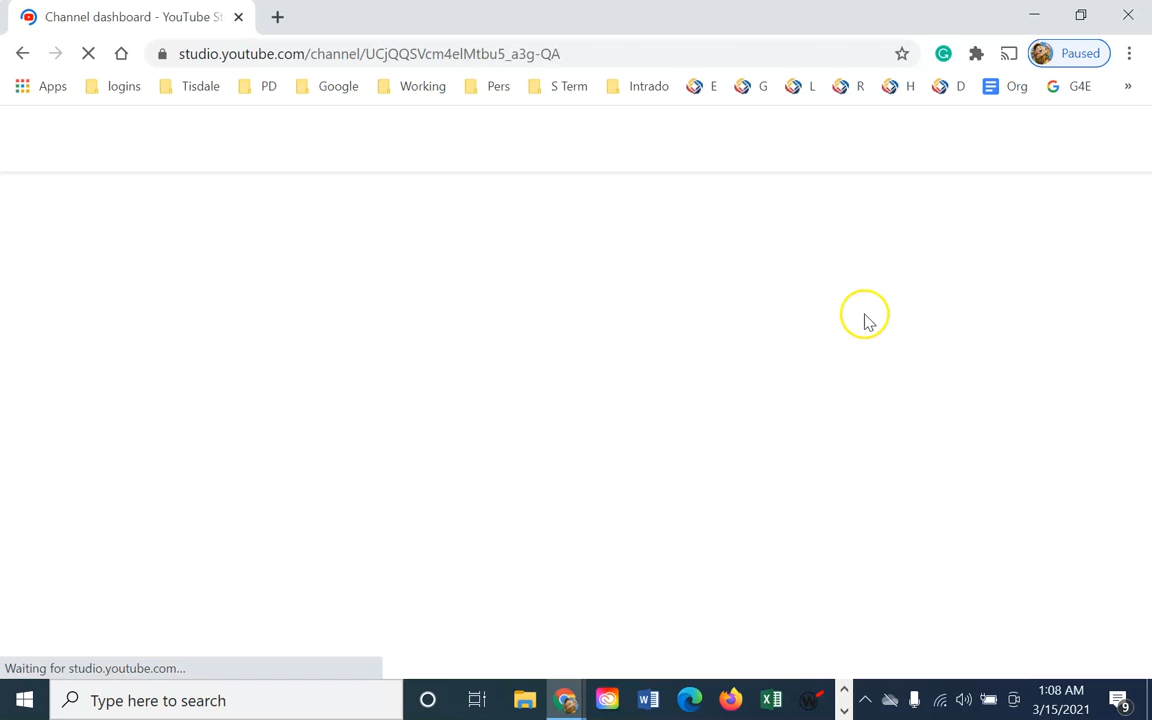 Channel dashboard - YouTube St
studio.youtube.com/channel/UCjQQSVcm4elMtbu5_a3g-QA
Paused
Apps logins Tisdale PD Google Working Pers S Term Intrado E G L R H D Org G4E »
Waiting for studio.youtube.com...
Type here to search
1:08 AM
3/15/2021
9